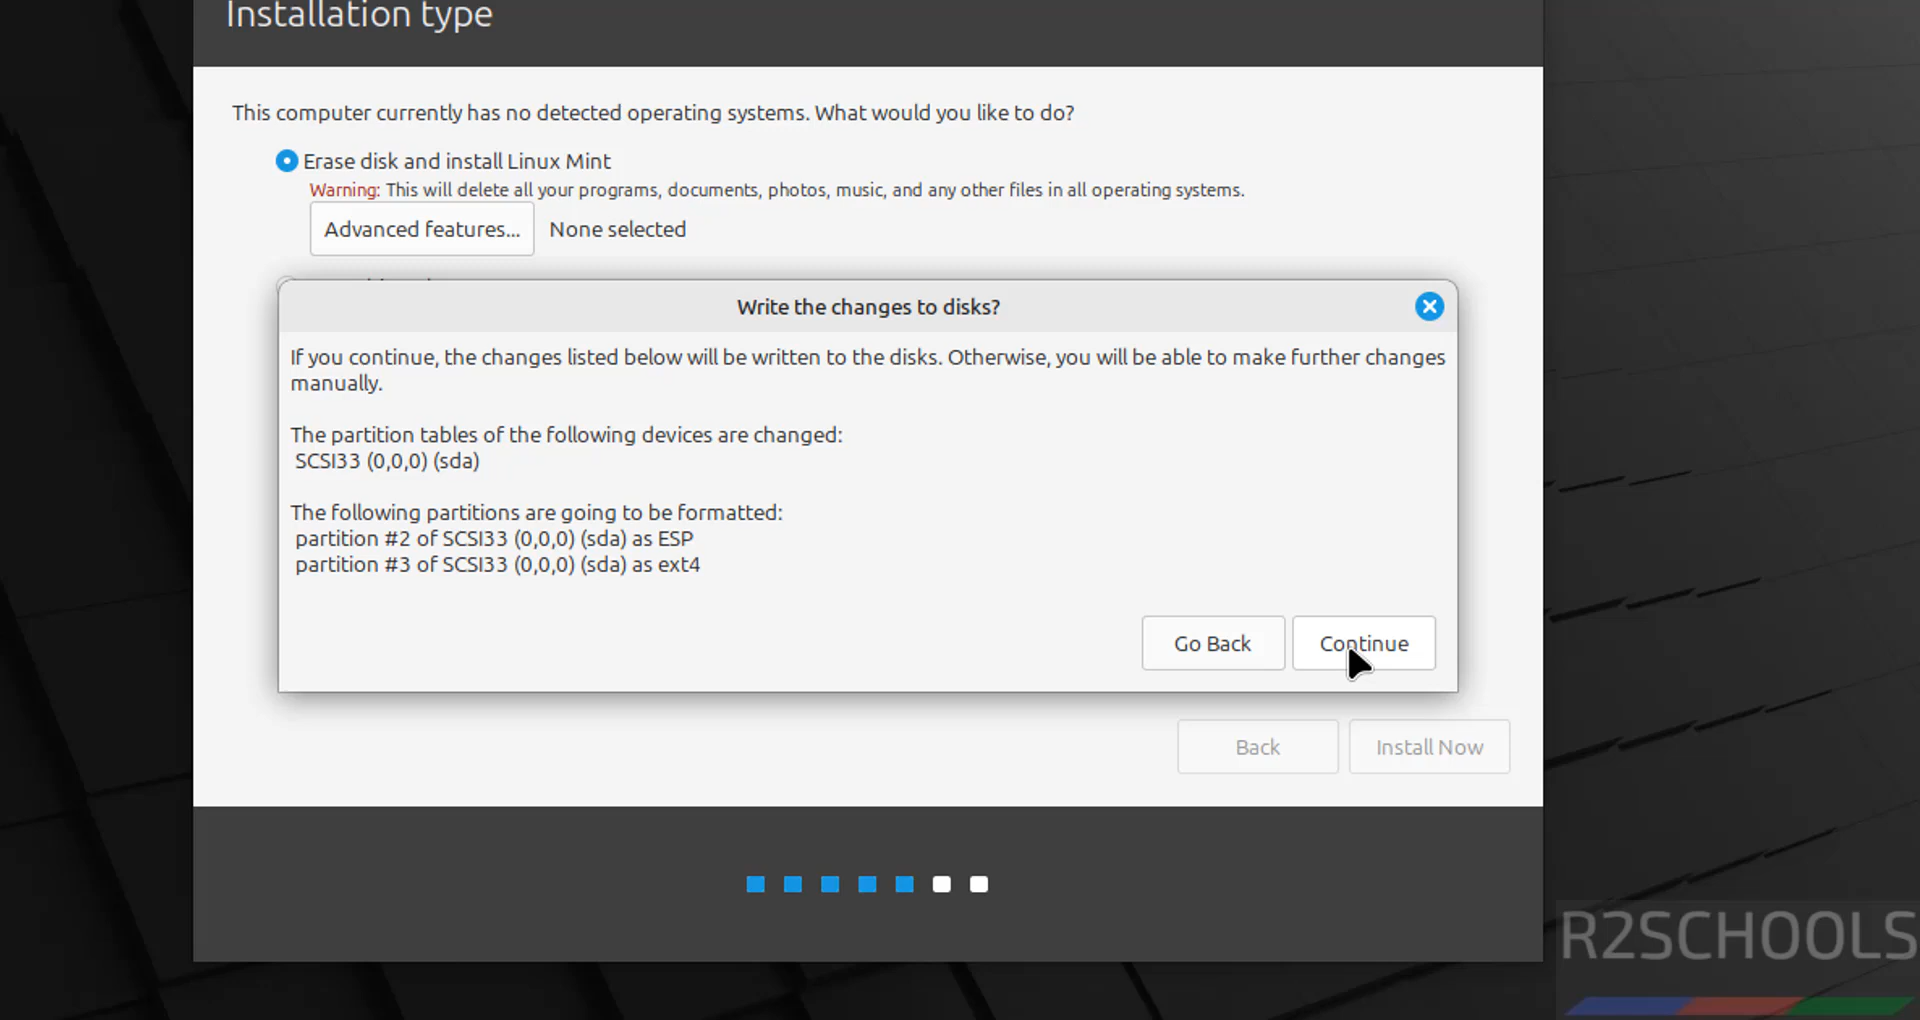 Installation type
This computer currently has no detected operating systems. What would you like to do?
Erase disk and install Linux Mint
Warning: This will delete all your programs, documents, photos, music, and any other files in all operating systems.
Advanced features... None selected
Write the changes to disks?
If you continue, the changes listed below will be written to the disks. Otherwise, you will be able to make further changes
manually.
The partition tables of the following devices are changed:
SCSI33 (0,0,0) (sda)
The following partitions are going to be formatted:
partition #2 of SCSI33 (0,0,0) (sda) as ESP
partition #3 of SCSI33 (0,0,0) (sda) as ext4
Go Back Continue
Back Install Now
R2SCHOOLS